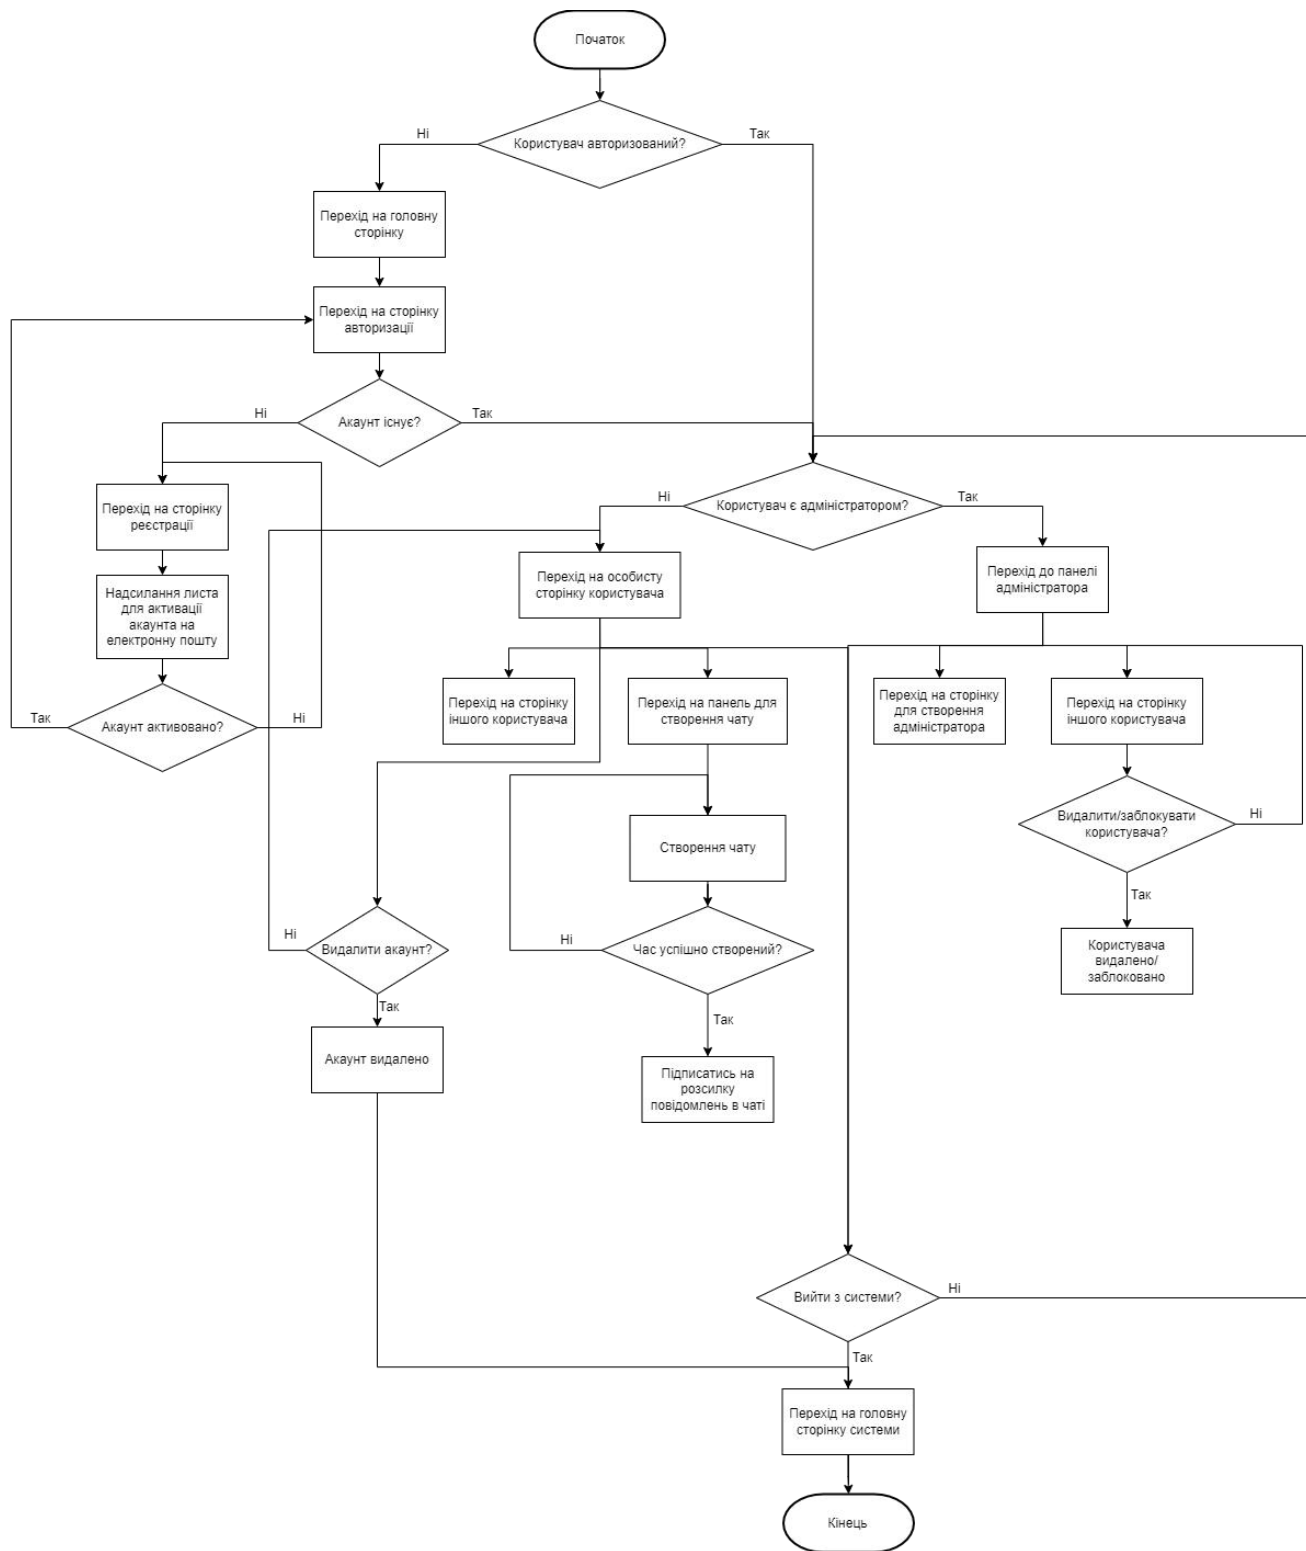 Початок
Ні
Так
Користувач авторизований?
Перехід на головну
сторінку
Перехід на сторінку
авторизації
Ні
Акаунт існує?
Так
Перехід на сторінку
реєстрації
Ні
Користувач є адміністратором?
Так
Надсилання листа
для активації
акаунта на
електронну пошту
Перехід на особисту
сторінку користувача
Перехід до панелі
адміністратора
Так
Акаунт активовано?
Ні
Перехід на сторінку
іншого користувача
Перехід на панель для
створення чату
Перехід на сторінку
для створення
адміністратора
Перехід на сторінку
іншого користувача
Створення чату
Видалити/заблокувати
користувача?
Ні
Так
Ні
Видалити акаунт?
Ні
Час успішно створений?
Користувача
видалено/
заблоковано
Так
Так
Акаунт видалено
Підписатись на
розсилку
повідомлень в чаті
Вийти з системи?
Ні
Так
Перехід на головну
сторінку системи
Кінець